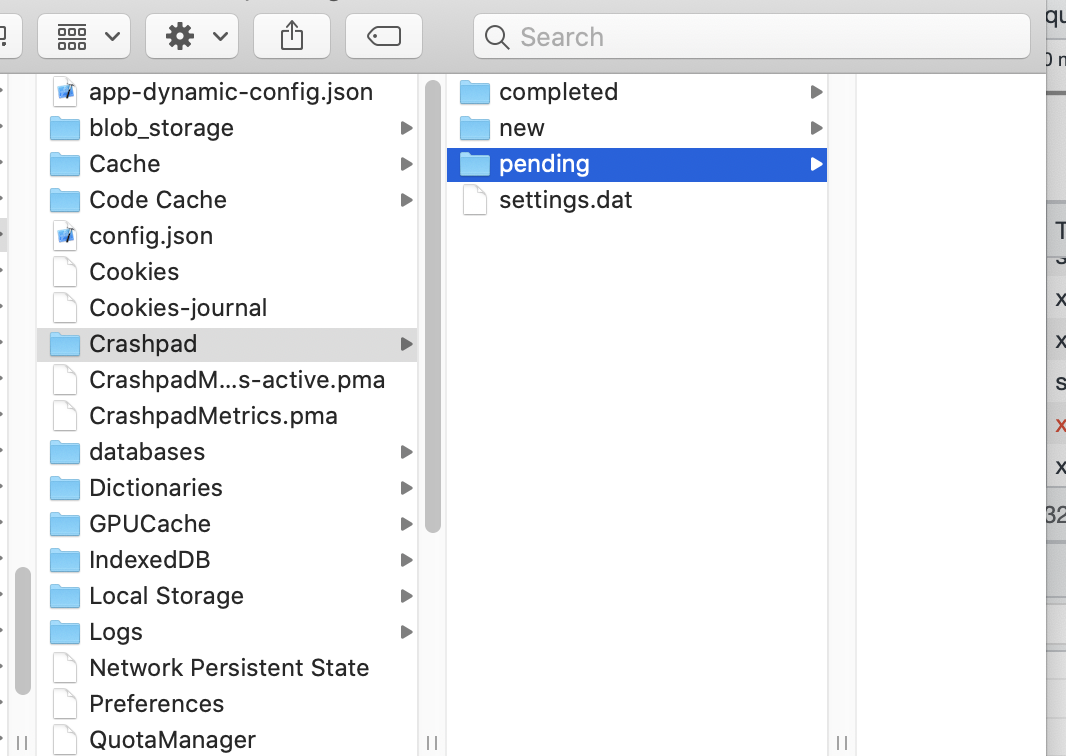 Search
app-dynamic-config.json
blob_storage
Cache
Code Cache
config.json
Cookies
Cookies-journal
Crashpad
CrashpadM...s-active.pma
CrashpadMetrics.pma
databases
Dictionaries
GPUCache
IndexedDB
Local Storage
Logs
Network Persistent State
Preferences
QuotaManager
completed
new
pending
settings.dat
32